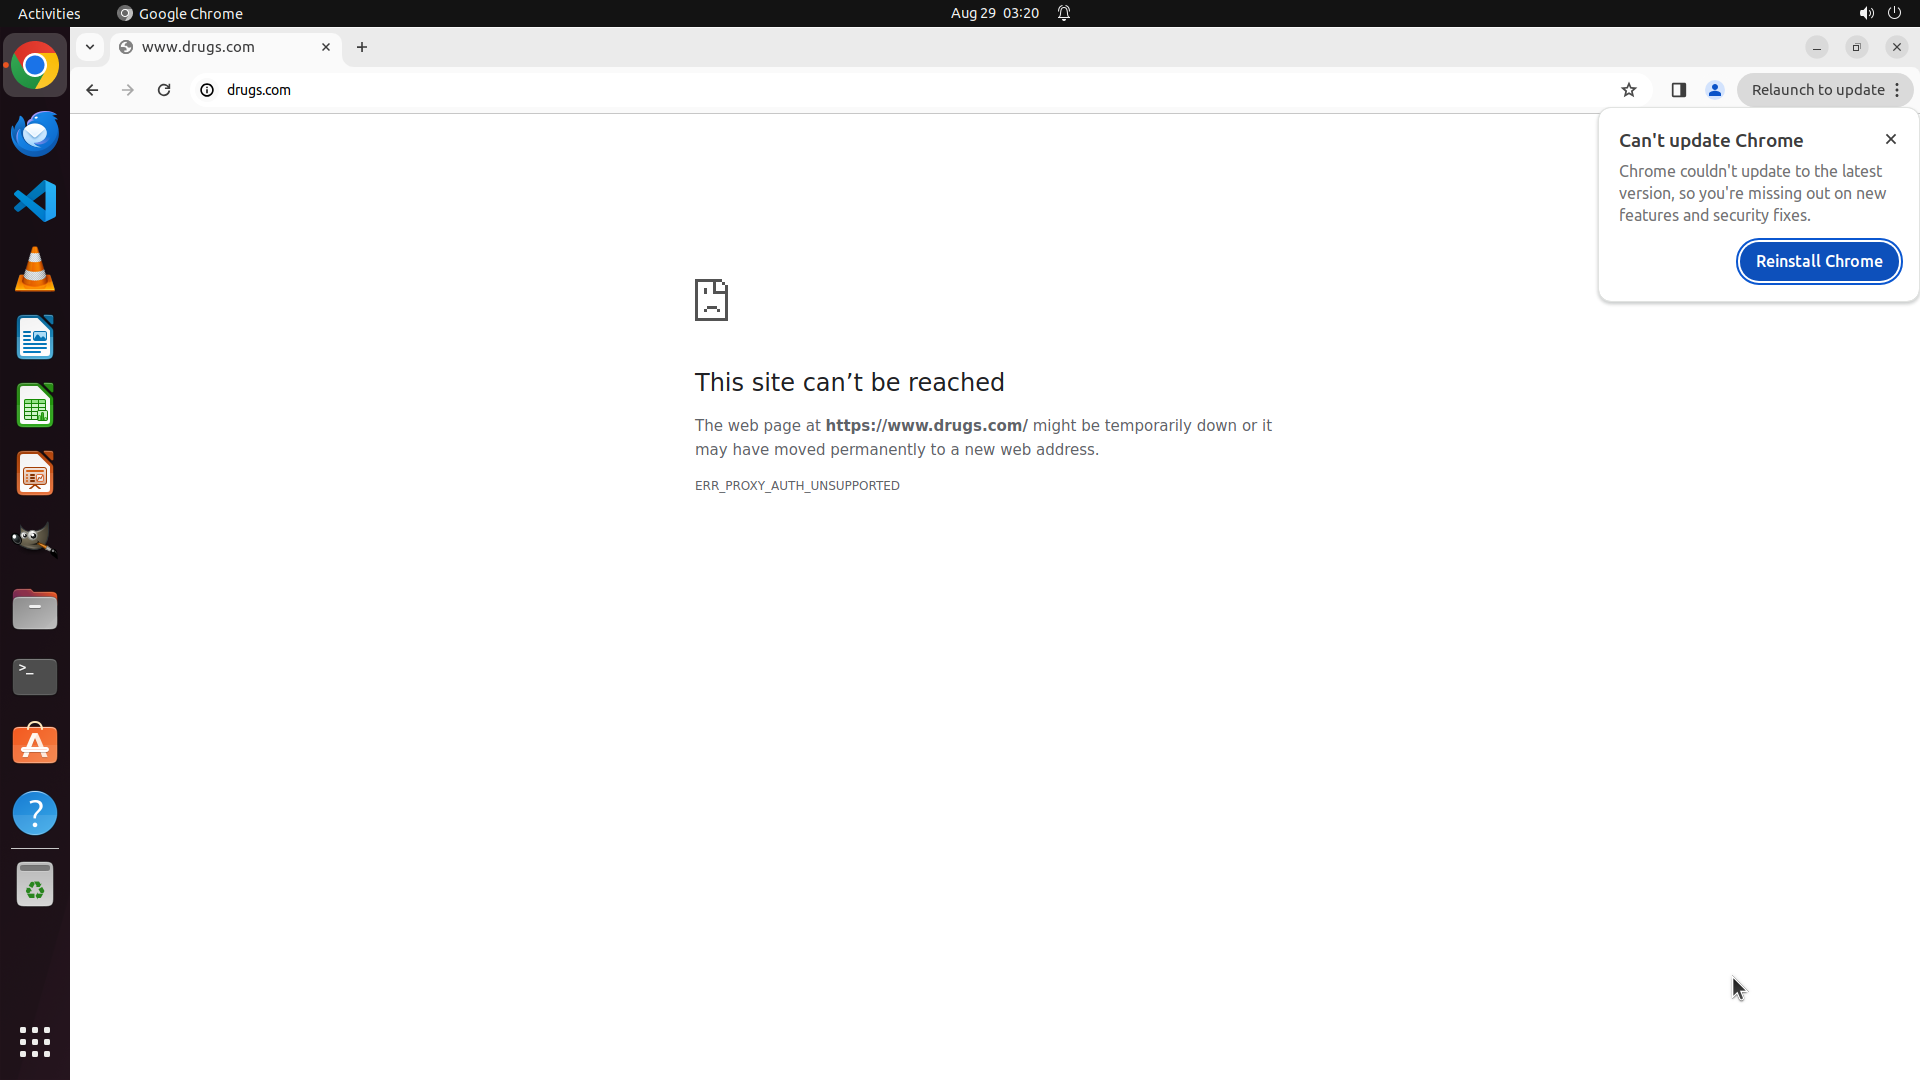 Activities
Google Chrome
Aug 29 03:20
www.drugs.com
drugs.com
Relaunch to update
Can't update Chrome
Chrome couldn't update to the latest
version, so you're missing out on new
features and security fixes.
Reinstall Chrome
This site can’t be reached
The web page at https://www.drugs.com/ might be temporarily down or it
may have moved permanently to a new web address.
ERR_PROXY_AUTH_UNSUPPORTED